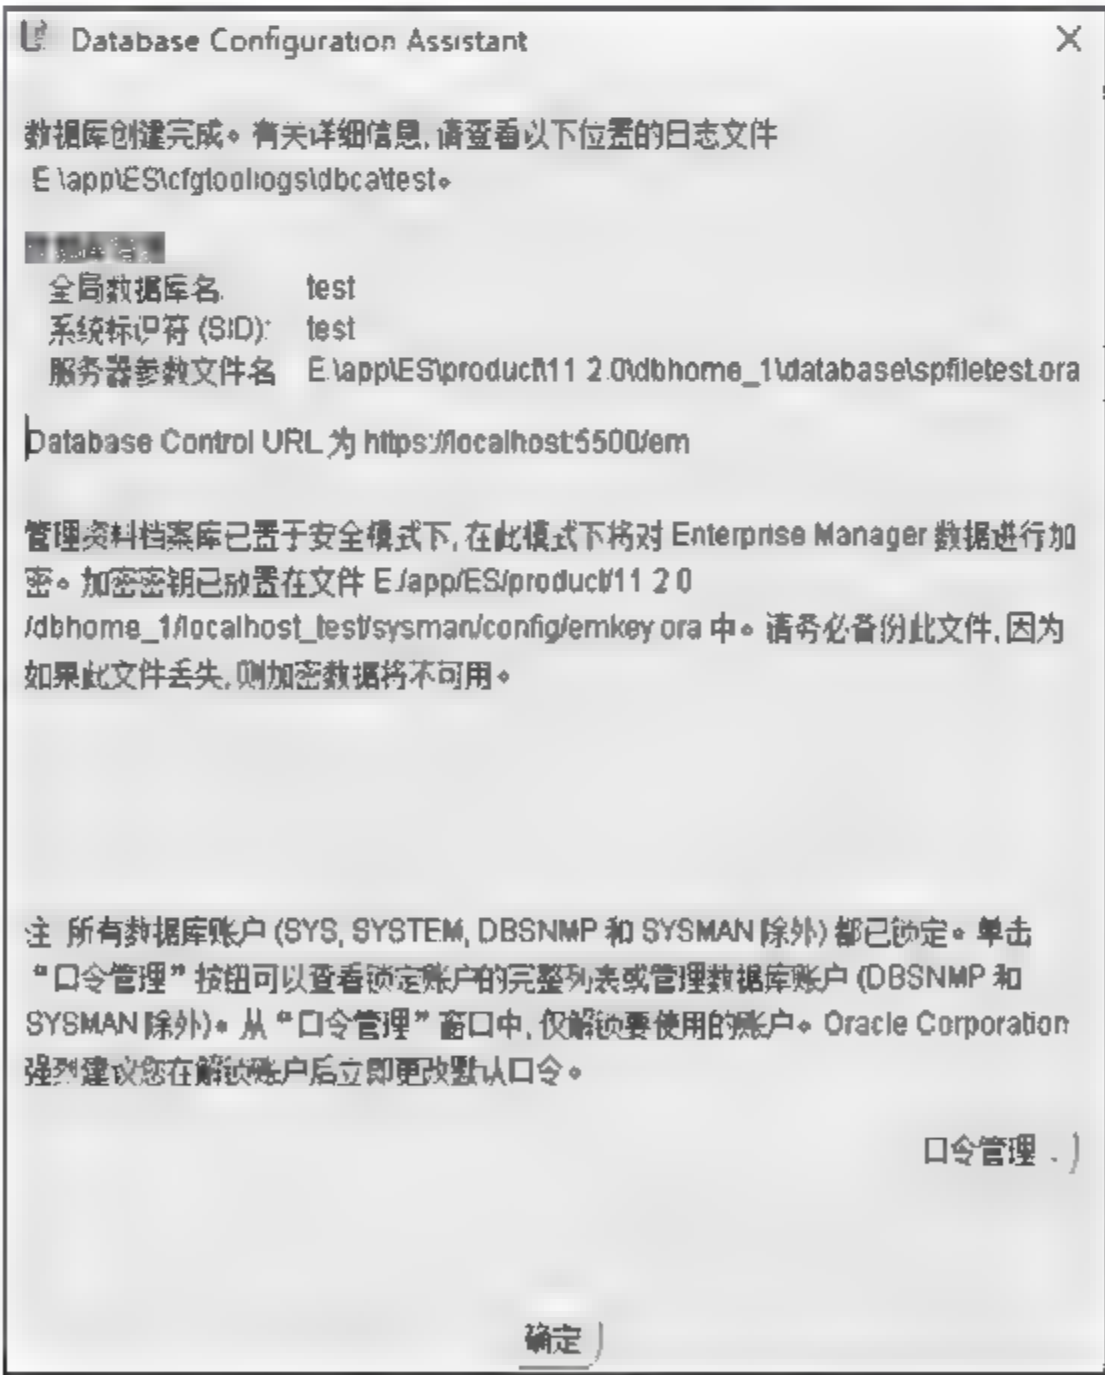 Database Configuration Assistant
数据库创建完成。有关详细信息, 请查看以下位置的日志文件
E:\app\ES\cfgtoollogs\dbca\test。
全局数据库名: test
系统标识符 (SID): test
服务器参数文件名 E:\app\ES\product\11.2.0\dbhome_1\database\spfiletest.ora
Database Control URL 为 https://localhost:5500/em
管理资料档案库已置于安全模式下, 在此模式下将对 Enterprise Manager 数据进行加
密。加密密钥已放置在文件 E:/app/ES/product/11.2.0
/dbhome_1/localhost_test/sysman/config/emkey.ora 中。请务必备份此文件, 因为
如果此文件丢失, 则加密数据将不可用。
注: 所有数据库账户 (SYS, SYSTEM, DBSNMP 和 SYSMAN 除外) 都已锁定。单击
“口令管理” 按钮可以查看锁定账户的完整列表或管理数据库账户 (DBSNMP 和
SYSMAN 除外)。从 “口令管理” 窗口中, 仅解锁要使用的账户。Oracle Corporation
强烈建议您在解锁账户后立即更改默认口令。
口令管理...
确定